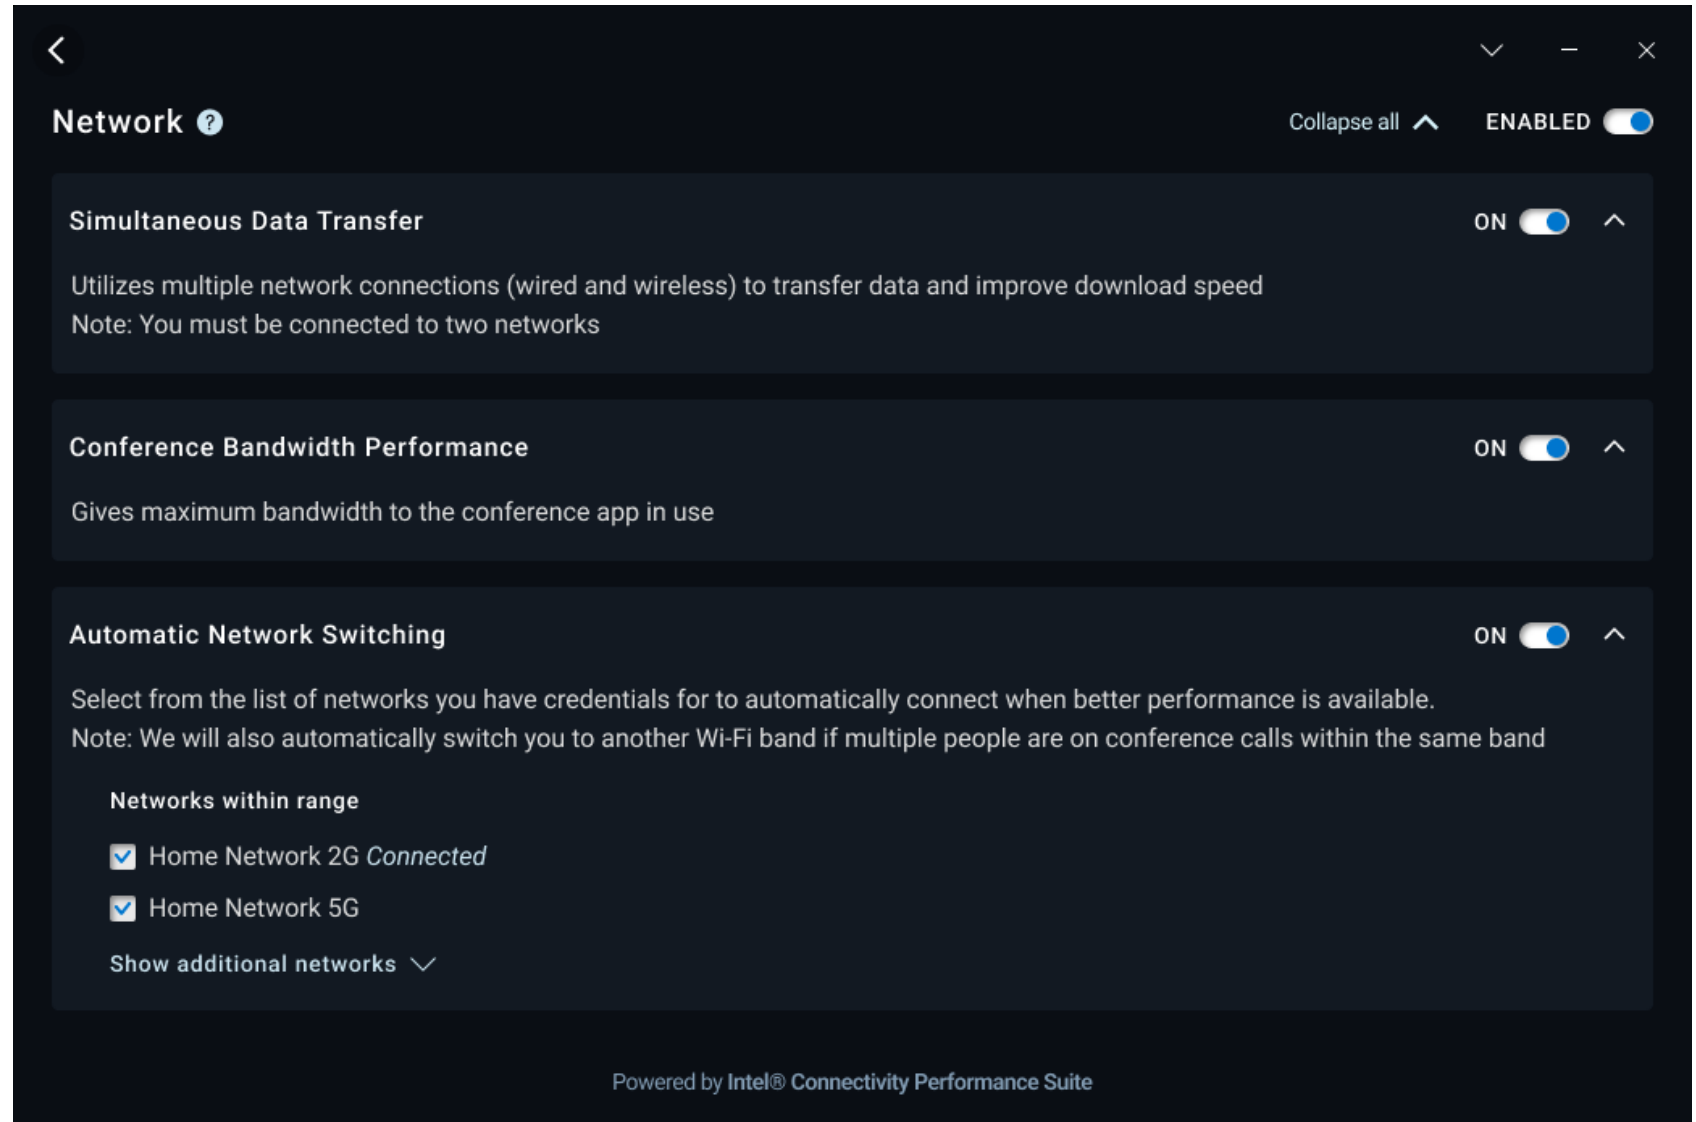 Network ?
Collapse all
ENABLED
Simultaneous Data Transfer
ON
Utilizes multiple network connections (wired and wireless) to transfer data and improve download speed
Note: You must be connected to two networks
Conference Bandwidth Performance
ON
Gives maximum bandwidth to the conference app in use
Automatic Network Switching
ON
Select from the list of networks you have credentials for to automatically connect when better performance is available.
Note: We will also automatically switch you to another Wi-Fi band if multiple people are on conference calls within the same band
Networks within range
Home Network 2G Connected
Home Network 5G
Show additional networks
Powered by Intel® Connectivity Performance Suite